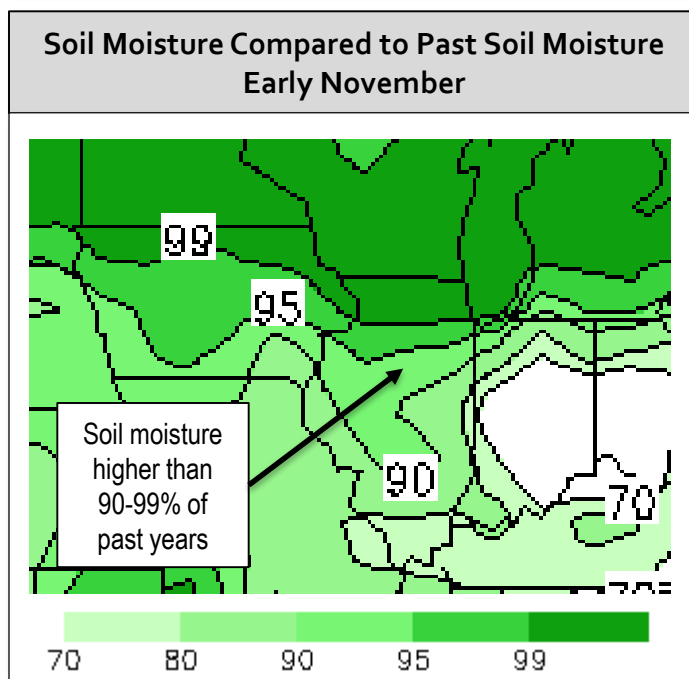 Soil Moisture Compared to Past Soil Moisture
Early November
99
95
Soil moisture
higher than
90-99% of
past years
90
70
70 80 90 95 99